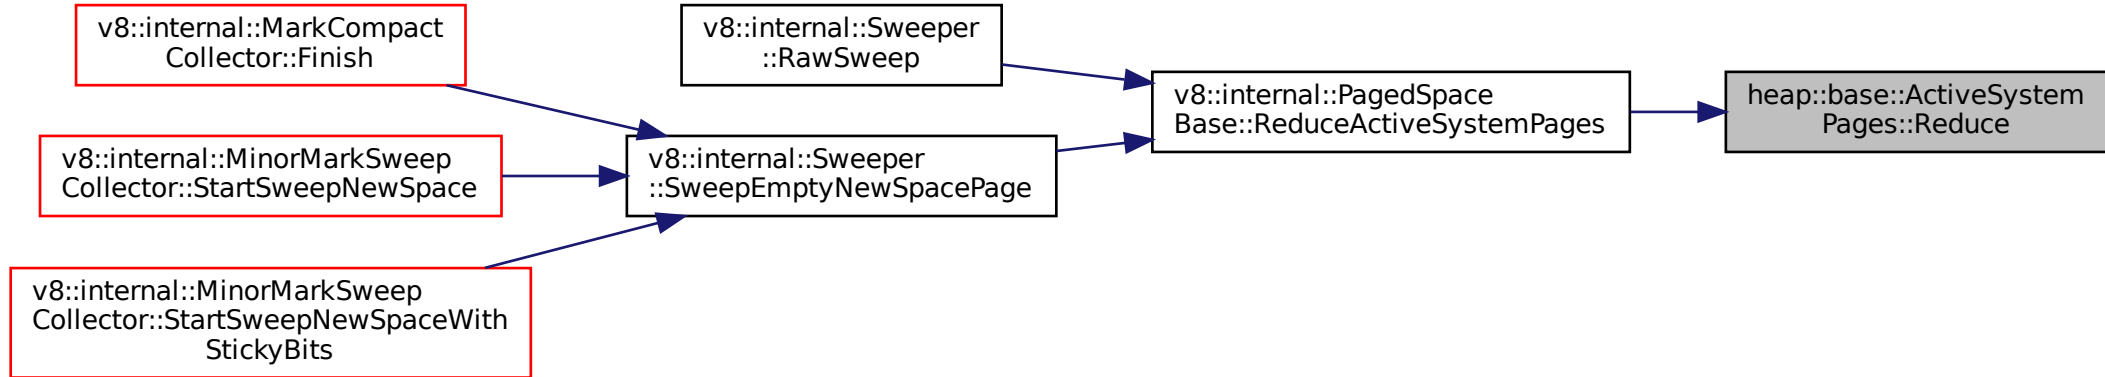 v8::internal::MarkCompact
Collector::Finish
v8::internal::MinorMarkSweep
Collector::StartSweepNewSpace
v8::internal::MinorMarkSweep
Collector::StartSweepNewSpaceWith
StickyBits
v8::internal::Sweeper
::RawSweep
v8::internal::Sweeper
::SweepEmptyNewSpacePage
v8::internal::PagedSpace
Base::ReduceActiveSystemPages
heap::base::ActiveSystem
Pages::Reduce